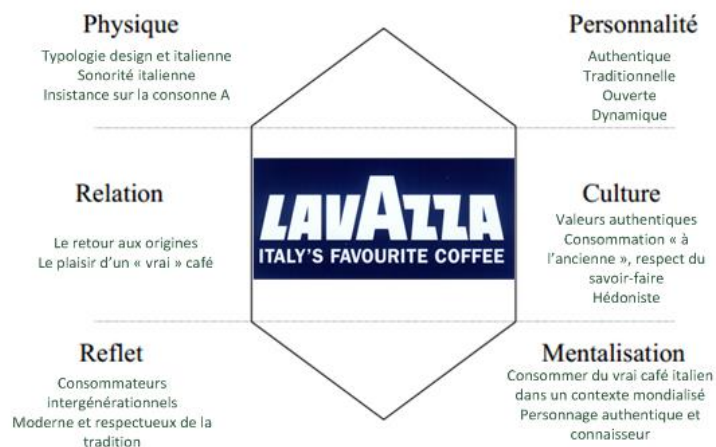 Physique
Typologie design et italienne
Sonorité italienne
Insistance sur la consonne A
Personnalité
Authentique
Traditionnelle
Ouverte
Dynamique
Relation
Le retour aux origines
Le plaisir d'un « vrai » café
LAVAZZA
ITALY'S FAVOURITE COFFEE
Culture
Valeurs authentiques
Consommation « à
l'ancienne », respect du
savoir-faire
Hédoniste
Reflet
Consommateurs
intergénérationnels
Moderne et respectueux de la
tradition
Mentalisation
Consommer du vrai café italien
dans un contexte mondialisé
Personnage authentique et
connaisseur